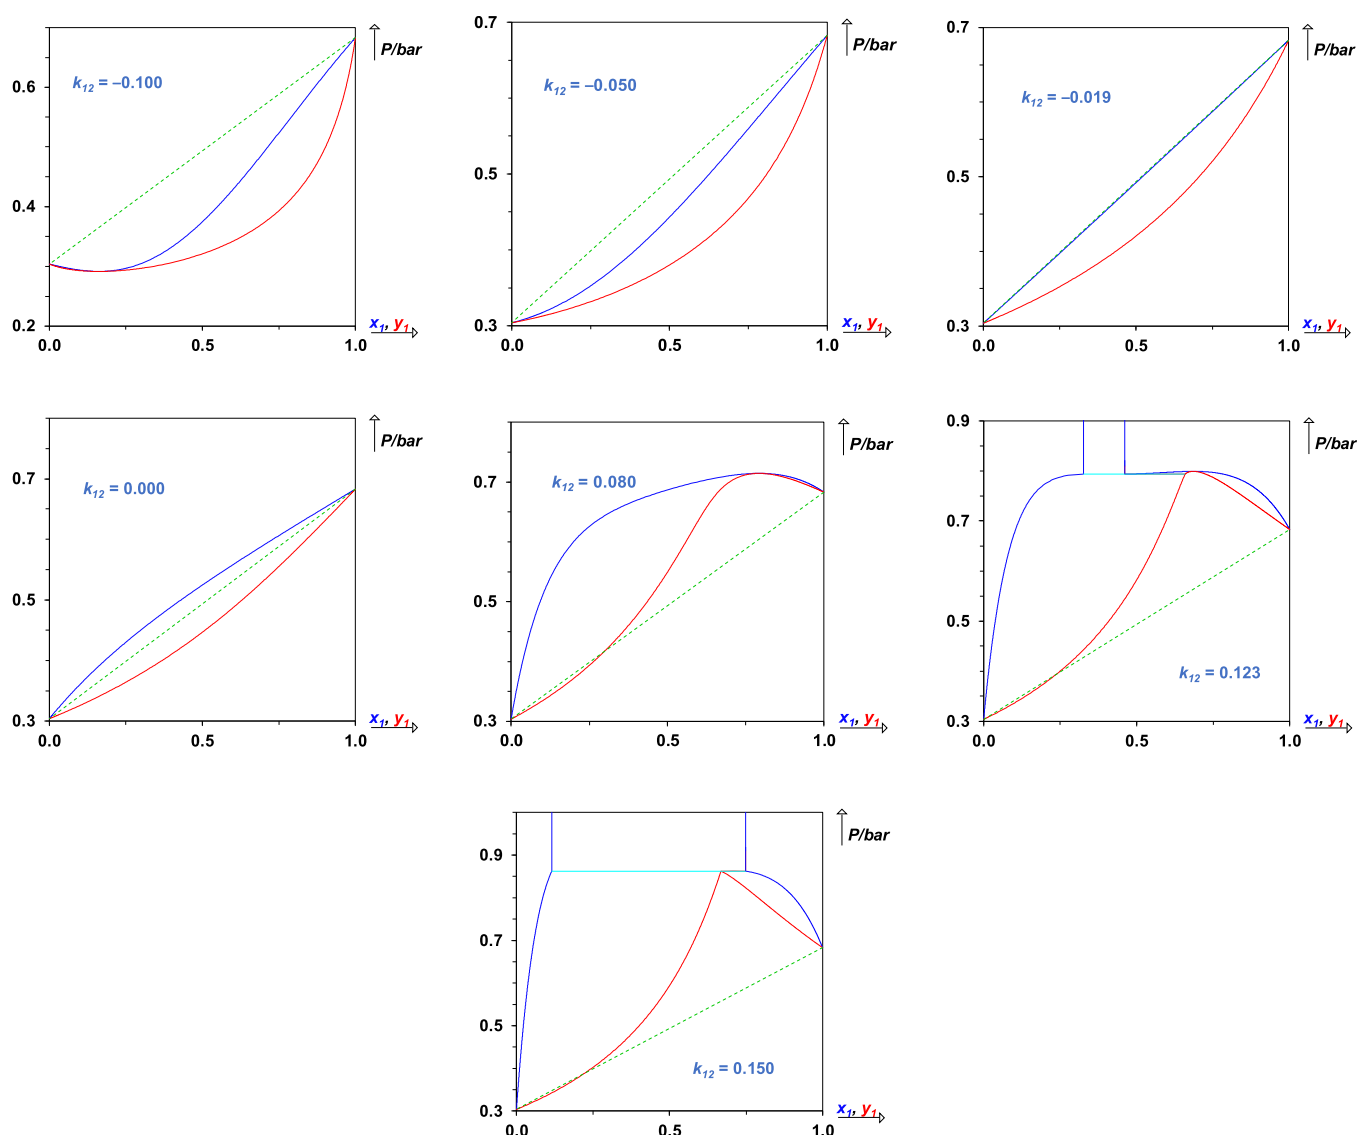 P/bar
k12 = –0.100
0.6
0.4
0.2
0.0
0.5
1.0
x1, y1
0.7
P/bar
k12 = –0.050
0.5
0.3
0.0
0.5
1.0
x1, y1
0.7
P/bar
k12 = –0.019
0.5
0.3
0.0
0.5
1.0
x1, y1
P/bar
k12 = 0.000
0.7
0.5
0.3
0.0
0.5
1.0
x1, y1
P/bar
k12 = 0.080
0.7
0.5
0.3
0.0
0.5
1.0
x1, y1
0.9
P/bar
0.7
0.5
k12 = 0.123
0.3
0.0
0.5
1.0
x1, y1
P/bar
0.9
0.7
0.5
k12 = 0.150
0.3
0.0
0.5
1.0
x1, y1